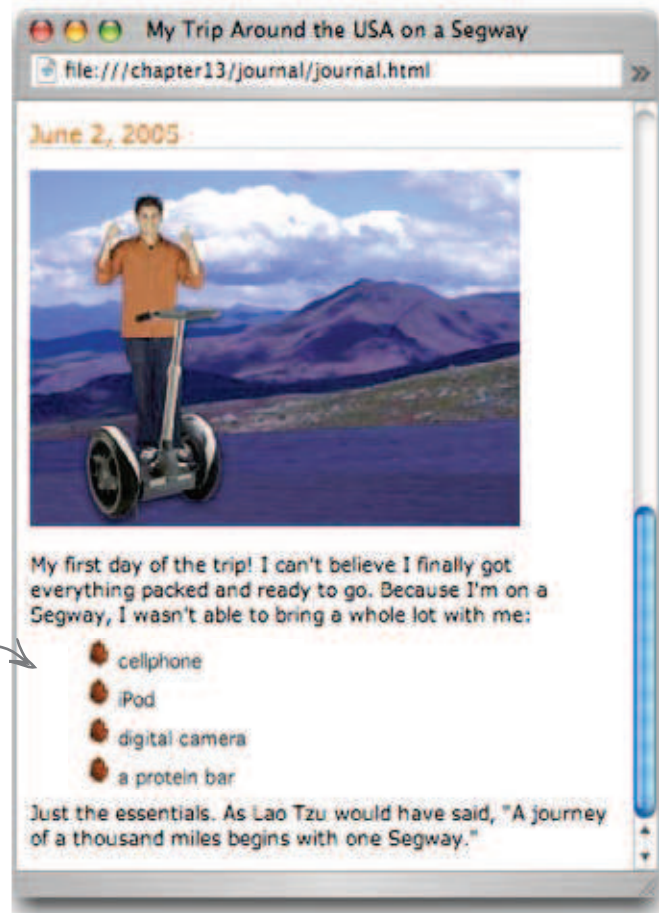 My Trip Around the USA on a Segway
file:///chapter13/journal/journal.html
June 2, 2005
My first day of the trip! I can't believe I finally got
everything packed and ready to go. Because I'm on a
Segway, I wasn't able to bring a whole lot with me:
cellphone
iPod
digital camera
a protein bar
Just the essentials. As Lao Tzu would have said, "A journey
of a thousand miles begins with one Segway."